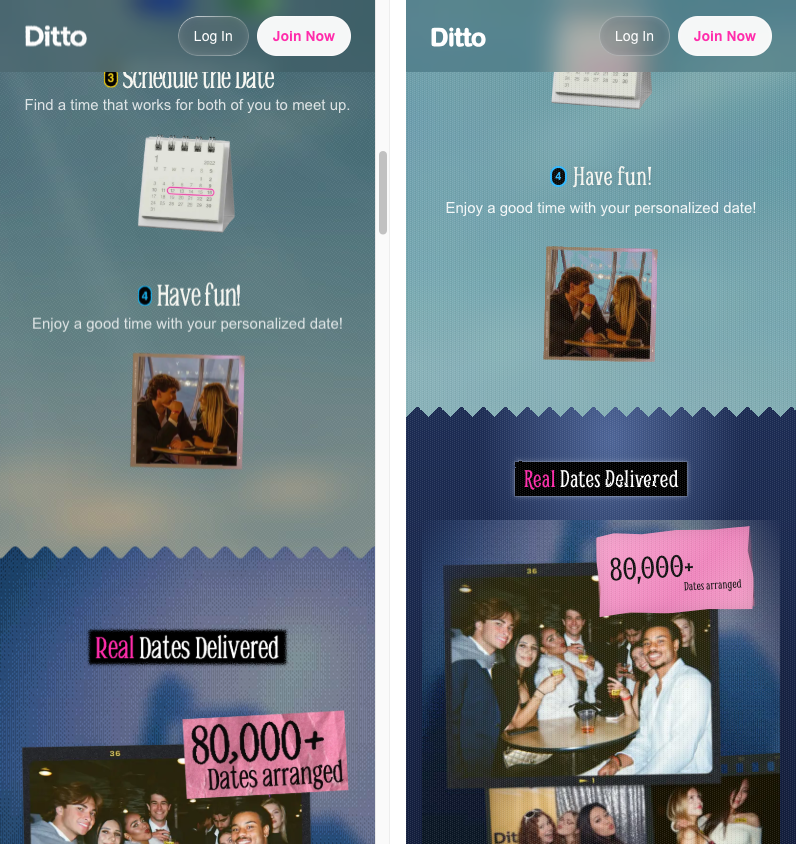 Ditto
Log In
Join Now
3 Schedule the Date
Find a time that works for both of you to meet up.
4 Have fun!
Enjoy a good time with your personalized date!
Real Dates Delivered
36
80,000+
Dates arranged
Ditto
Log In
Join Now
4 Have fun!
Enjoy a good time with your personalized date!
Real Dates Delivered
36
80,000+
Dates arranged
Dit